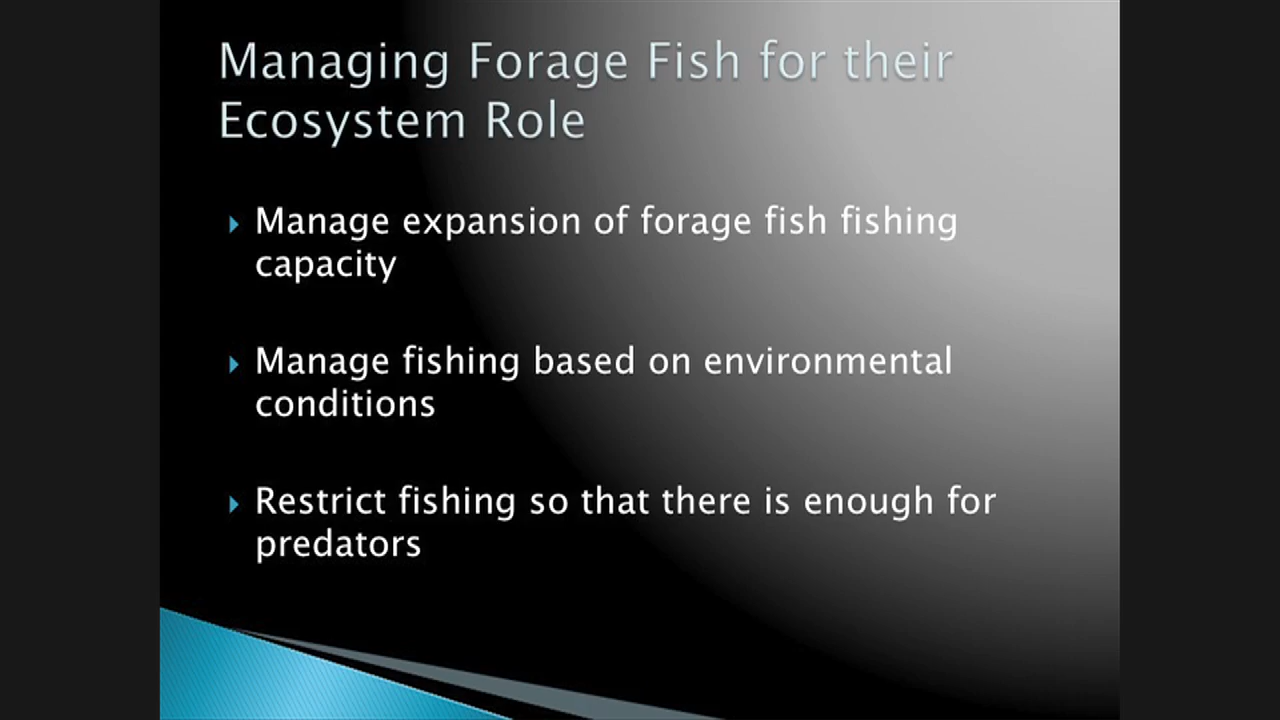 Managing Forage Fish for their
Ecosystem Role
Manage expansion of forage fish fishing
capacity
Manage fishing based on environmental
conditions
Restrict fishing so that there is enough for
predators